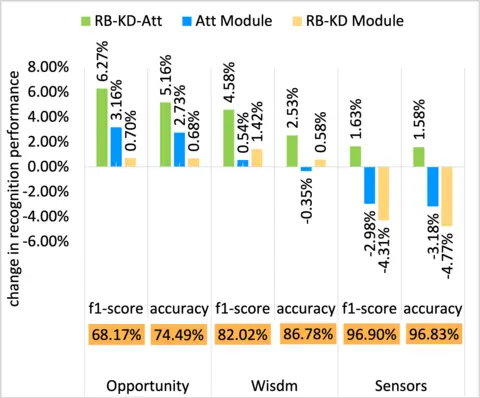 RB-KD-Att Att Module RB-KD Module
change in recognition performance
8.00%
6.00%
4.00%
2.00%
0.00%
-2.00%
-4.00%
-6.00%
6.27% 3.16% 0.70% 5.16% 2.73% 0.68% 4.58% 0.54% 1.42% 2.53% -0.35% 0.58% 1.63% -2.98% -4.31% 1.58% -3.18% -4.77%
f1-score accuracy f1-score accuracy f1-score accuracy
68.17% 74.49% 82.02% 86.78% 96.90% 96.83%
Opportunity Wisdm Sensors